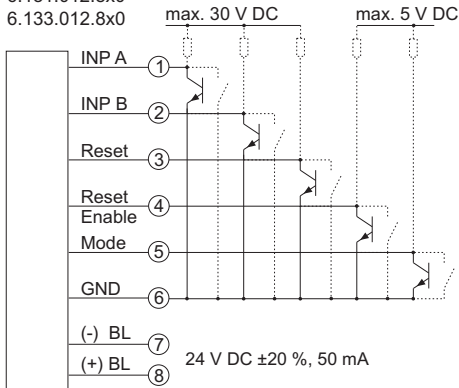 6.133.012.8x0
max. 30 V DC
max. 5 V DC
INP A
1
INP B
2
Reset
3
Reset
Enable
4
Mode
5
GND
6
(-) BL
7
(+) BL
8
24 V DC ±20 %, 50 mA